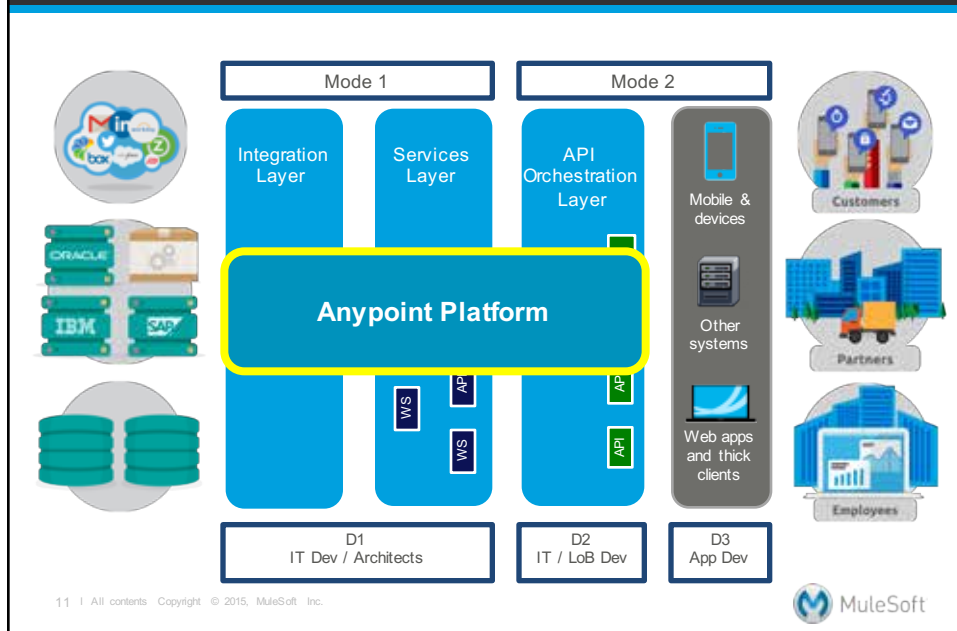 Mode 1
Mode 2
in
box
ORACLE
IBM
SAP
Integration
Layer
Services
Layer
API
Orchestration
Layer
Anypoint Platform
WS
API
WS
API
API
Mobile &
devices
Other
systems
Web apps
and thick
clients
Customers
Partners
Employees
D1
IT Dev / Architects
D2
IT / LoB Dev
D3
App Dev
11 | All contents Copyright © 2015, MuleSoft Inc.
MuleSoft